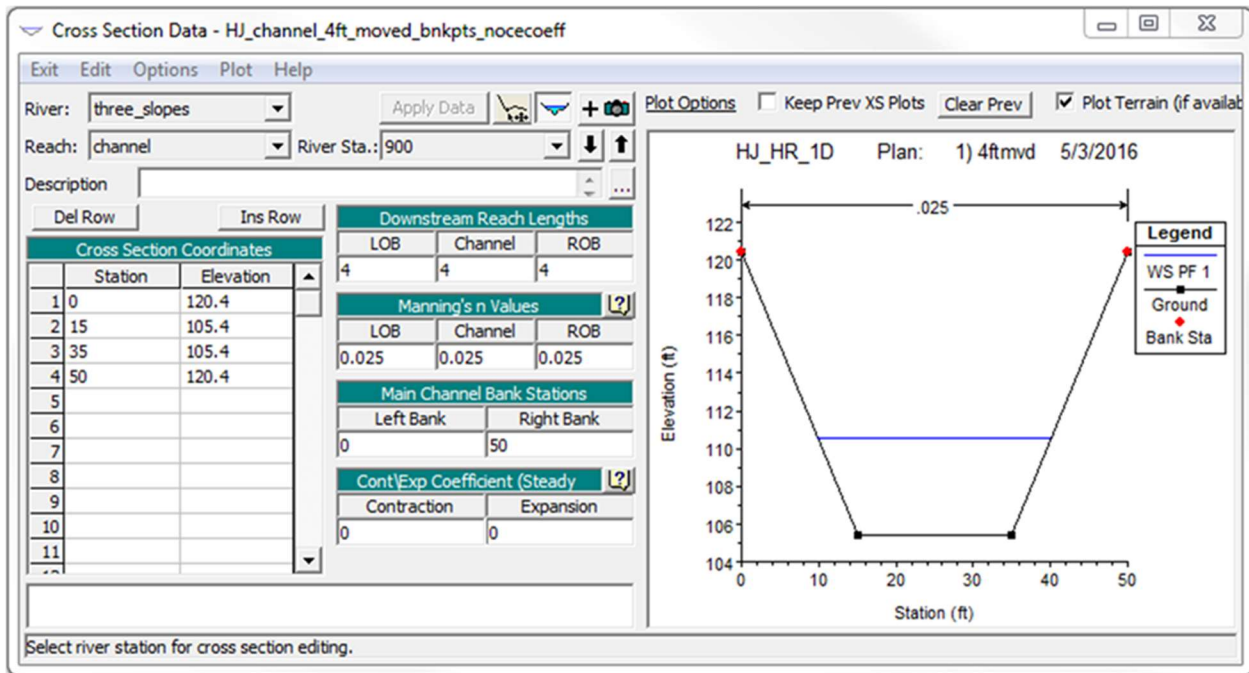 Cross Section Data - HJ_channel_4ft_moved_bnkpts_nocecoeff
Exit Edit Options Plot Help
River: three_slopes Apply Data
Reach: channel River Sta.: 900
Description ...
Del Row Ins Row
Cross Section Coordinates
Station Elevation
1 0 120.4
2 15 105.4
3 35 105.4
4 50 120.4
5
6
7
8
9
10
11
Downstream Reach Lengths
LOB Channel ROB
4 4 4
Manning's n Values
LOB Channel ROB
0.025 0.025 0.025
Main Channel Bank Stations
Left Bank Right Bank
0 50
Cont\Exp Coefficient (Steady
Contraction Expansion
0 0
Select river station for cross section editing.
Plot Options Keep Prev XS Plots Clear Prev Plot Terrain (if availab
HJ_HR_1D Plan: 1) 4ftmvd 5/3/2016
.025
122
120
118
116
114
112
110
108
106
104
Elevation (ft)
0 10 20 30 40 50
Station (ft)
Legend
WS PF 1
Ground
Bank Sta